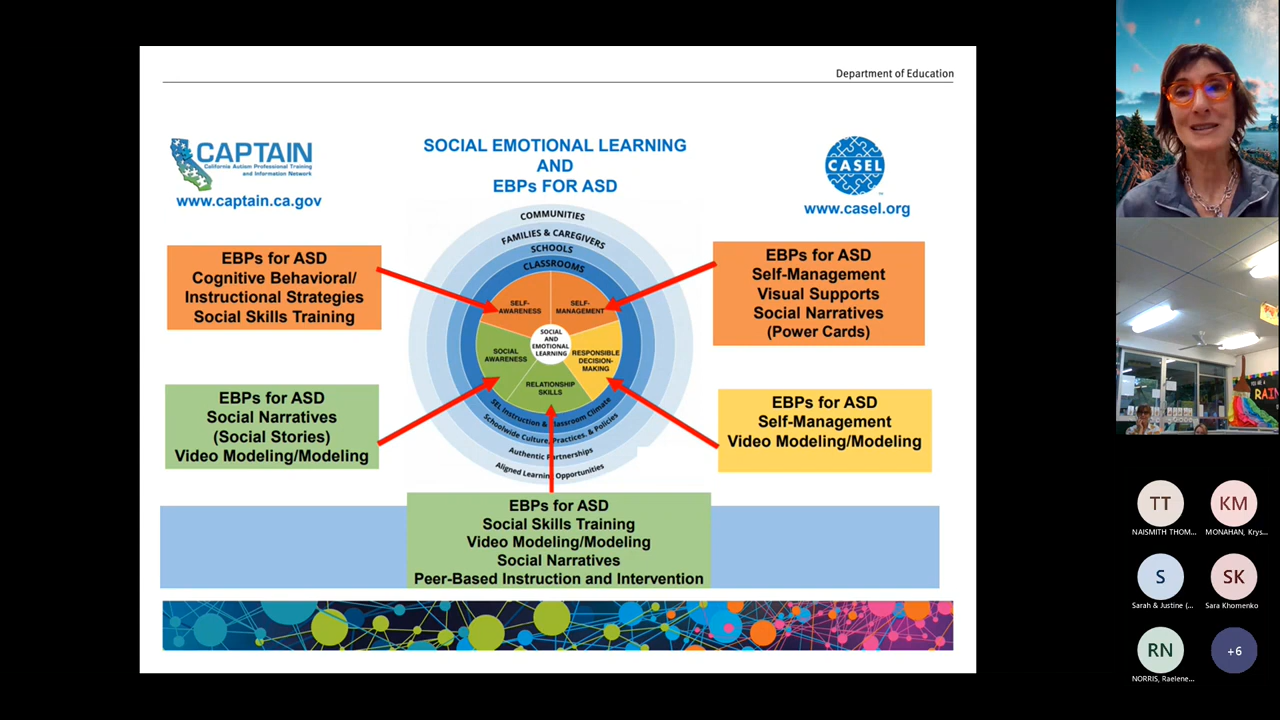 Department of Education
CAPTAIN
California Autism Professional Training
and Information Network
www.captain.ca.gov
SOCIAL EMOTIONAL LEARNING
AND
EBPs FOR ASD
CASEL
www.casel.org
COMMUNITIES
FAMILIES & CAREGIVERS
SCHOOLS
CLASSROOMS
SELF-
AWARENESS
SELF-
MANAGEMENT
SOCIAL
AND
EMOTIONAL
LEARNING
SOCIAL
AWARENESS
RESPONSIBLE
DECISION-
MAKING
RELATIONSHIP
SKILLS
SEL Instruction & Classroom Climate
Schoolwide Culture, Practices, & Policies
Authentic Partnerships
Aligned Learning Opportunities
EBPs for ASD
Cognitive Behavioral/
Instructional Strategies
Social Skills Training
EBPs for ASD
Self-Management
Visual Supports
Social Narratives
(Power Cards)
EBPs for ASD
Social Narratives
(Social Stories)
Video Modeling/Modeling
EBPs for ASD
Self-Management
Video Modeling/Modeling
EBPs for ASD
Social Skills Training
Video Modeling/Modeling
Social Narratives
Peer-Based Instruction and Intervention
YOU ARE A
RAIN
TT
KM
NAISMITH THOM...
MONAHAN, Krys...
S
SK
Sarah & Justine (...
Sara Khomenko
RN
+6
NORRIS, Raelene...